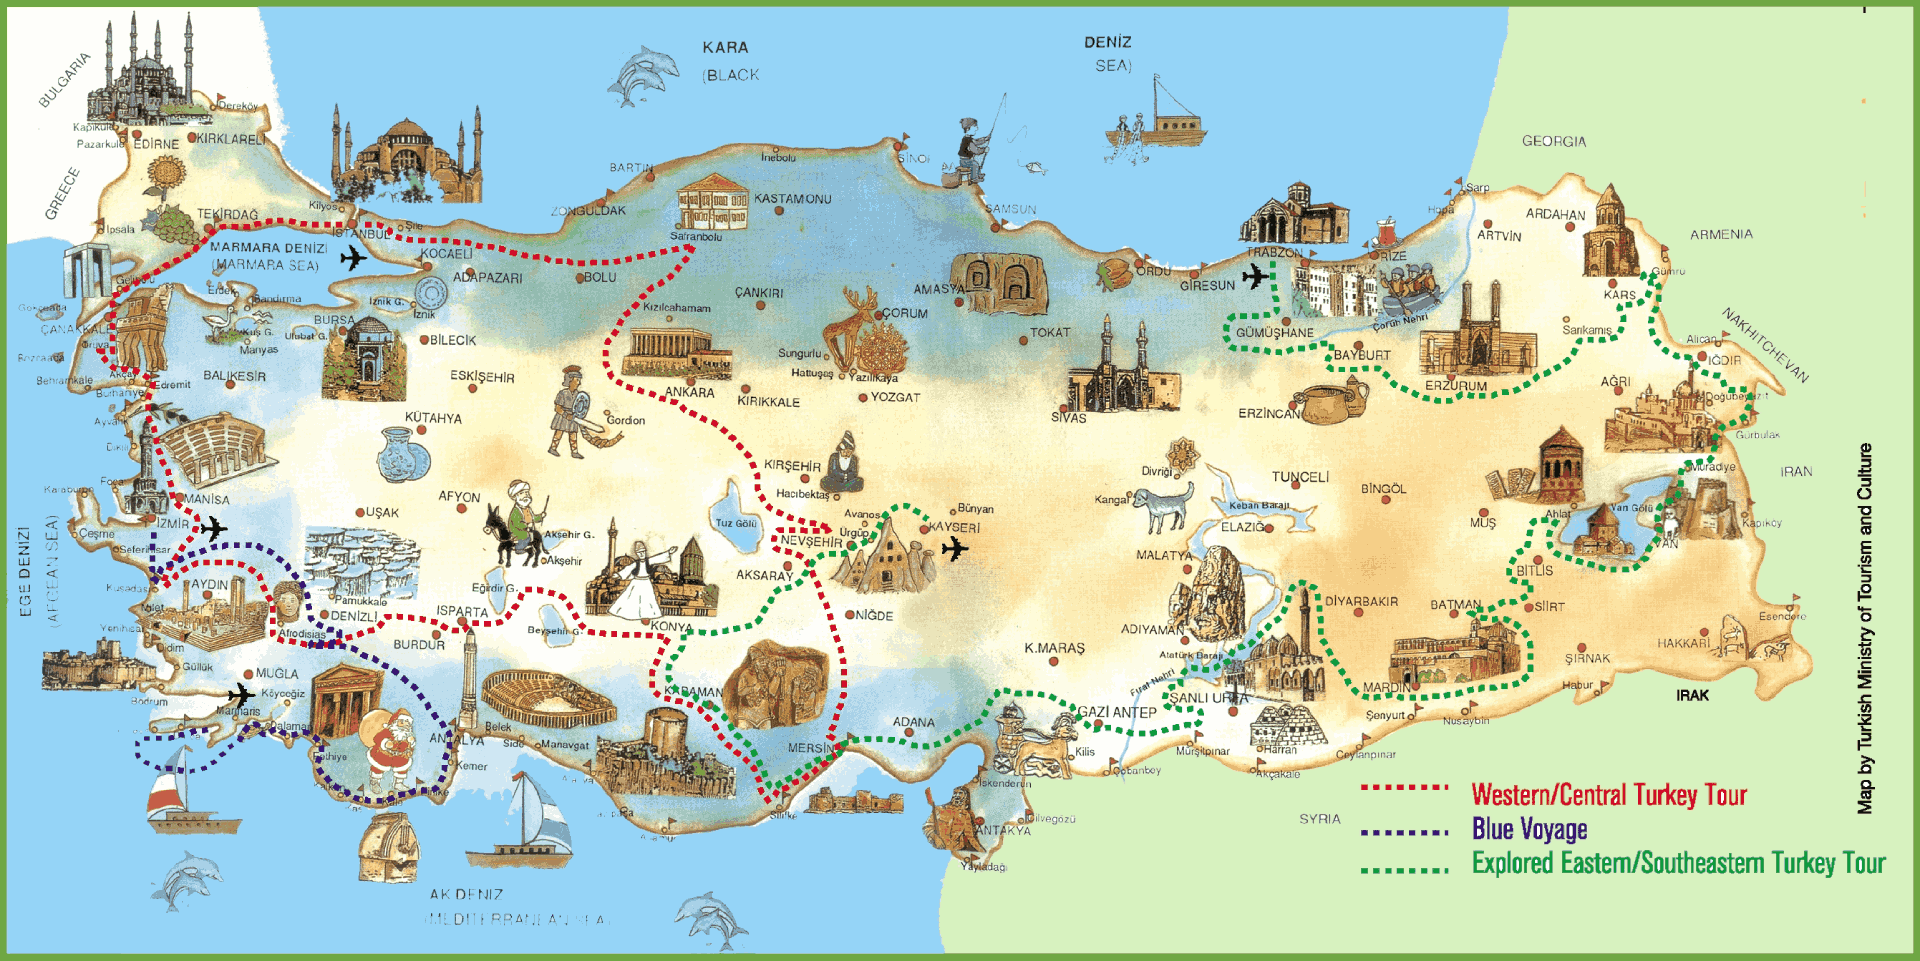 KARA
(BLACK
DENİZ
SEA)
BULGARIA
Dereköy
Kapıkule
Pazarkule
EDİRNE
KIRKLARELİ
GREECE
GEORGIA
İnebolu
SİNOP
BARTIN
Sarp
Hopa
ARDAHAN
KASTAMONU
Kilyos
TEKİRDAĞ
ZONGULDAK
SAMSUN
İpsala
İSTANBUL
Şile
Safranbolu
ARTVİN
ARMENIA
MARMARA DENİZİ
(MARMARA SEA)
KOCAELİ
TRABZON
RİZE
ADAPAZARI
BOLU
ORDU
GİRESUN
Gümrü
Gelibolu
Erdek
Bandırma
İznik G.
İznik
ÇANKIRI
AMASYA
KARS
Gökçeada
Kızılcahamam
ÇORUM
ÇANAKKALE
BURSA
Kuş G.
Ulubat G.
Manyas
TOKAT
GÜMÜŞHANE
Çoruh Nehri
Sarıkamış
NAKHITCHEVAN
Truva
BİLECİK
Alican
Bozcaada
Sungurlu
BAYBURT
IĞDIR
Behramkale
Akçay
Edremit
BALIKESİR
ESKİŞEHİR
Hattuşaş
Yazılıkaya
ERZURUM
AĞRI
Burhaniye
ANKARA
KIRIKKALE
YOZGAT
Doğubeyazıt
Ayvalık
KÜTAHYA
Gordion
SİVAS
ERZİNCAN
Gürbulak
Dikili
KIRŞEHİR
Divriği
TUNCELİ
Muradiye
IRAN
Foça
Karaburun
MANİSA
AFYON
Hacıbektaş
Kangal
BİNGÖL
UŞAK
Avanos
Bünyan
Keban Barajı
Ahlat
Van Gölü
İZMİR
Tuz Gölü
Ürgüp
KAYSERİ
ELAZIĞ
MUŞ
Kapıköy
Çeşme
Akşehir G.
NEVŞEHİR
VAN
Seferihisar
Akşehir
MALATYA
BİTLİS
EGE DENIZI
(AEGEAN SEA)
AKSARAY
Kuşadası
AYDIN
Eğirdir G.
Pamukkale
DİYARBAKIR
BATMAN
SİİRT
Milet
DENİZLİ
ISPARTA
NİĞDE
Esendere
Yenihisar
Afrodisias
Beyşehir G.
KONYA
ADIYAMAN
Didim
BURDUR
K.MARAŞ
Atatürk Barajı
ŞIRNAK
HAKKARİ
Güllük
MUĞLA
Fırat Nehri
MARDİN
Habur
IRAK
Bodrum
Köyceğiz
KARAMAN
ŞANLI URFA
Marmaris
Dalaman
GAZİ ANTEP
Şenyurt
Nusaybin
Belek
ADANA
ANTALYA
Side
Manavgat
MERSİN
Kilis
Mürşitpınar
Harran
Ceylanpınar
Fethiye
Kemer
Çobanbey
Akçakale
İskenderun
Silifke
Cilvegözü
SYRIA
ANTAKYA
Yayladağı
AK DENIZ
(MEDITERRANEAN SEA)
Western/Central Turkey Tour
Blue Voyage
Explored Eastern/Southeastern Turkey Tour
Map by Turkish Ministry of Tourism and Culture